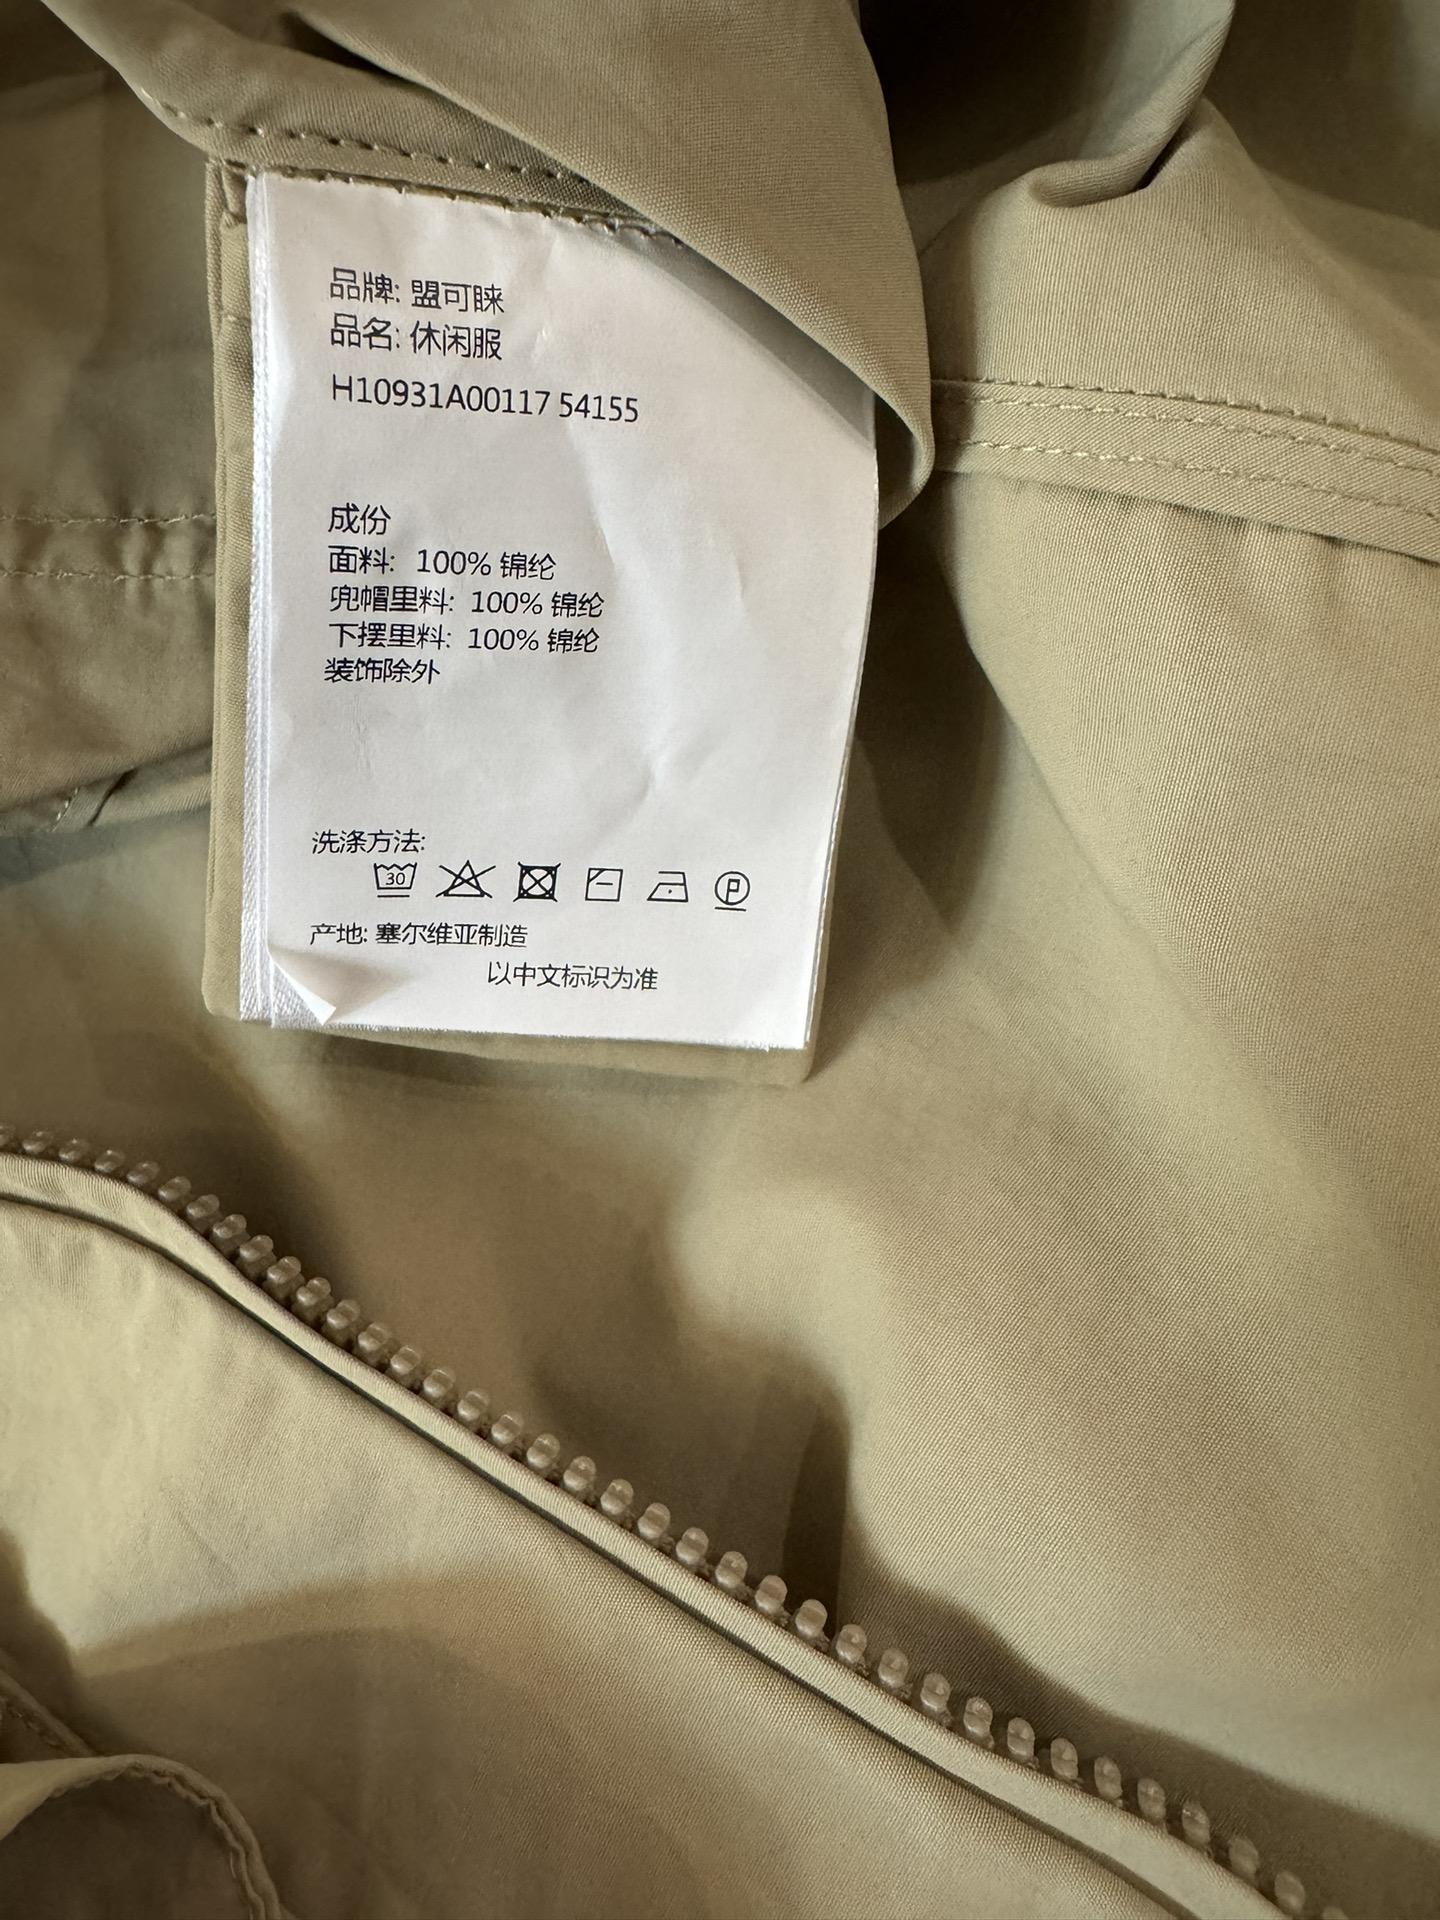 品牌: 盟可睐
品名: 休闲服
H10931A00117 54155
成份
面料: 100% 锦纶
兜帽里料: 100% 锦纶
下摆里料: 100% 锦纶
装饰除外
洗涤方法:
30 P
产地: 塞尔维亚制造
以中文标识为准